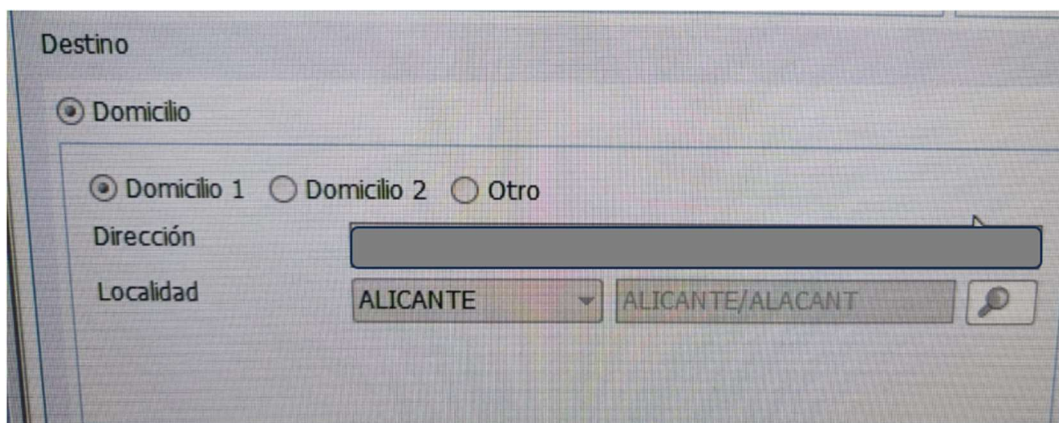 Destino
Domicilio
Domicilio 1 Domicilio 2 Otro
Dirección
Localidad ALICANTE ALICANTE/ALACANT